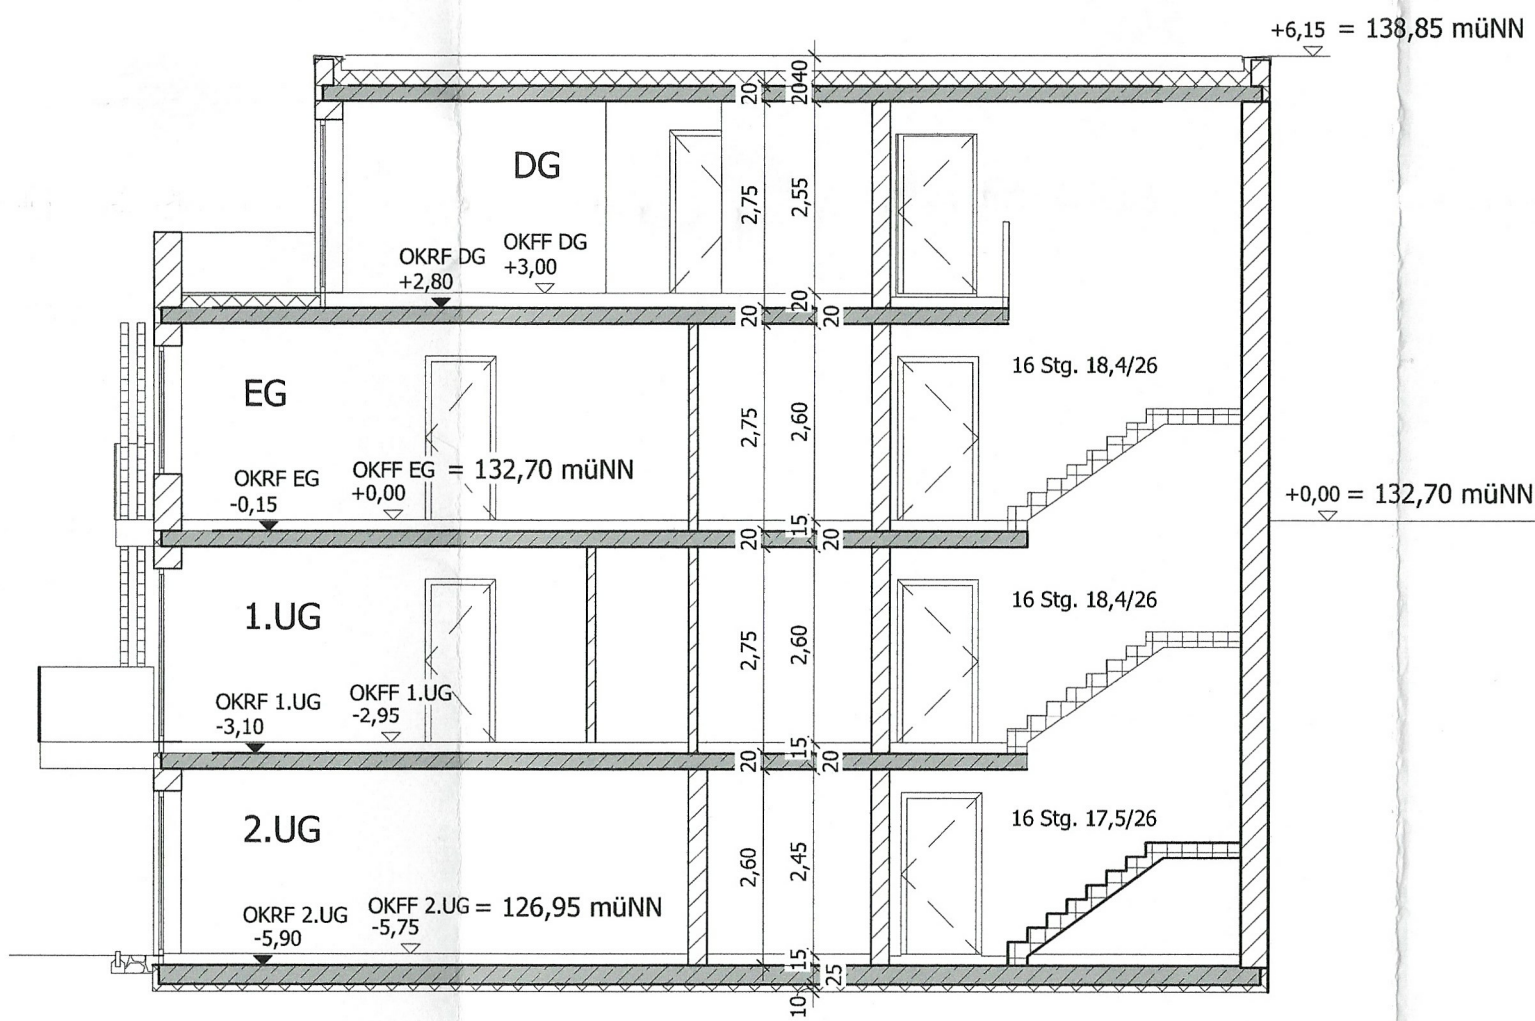 +6,15 = 138,85 müNN
40
20
20
DG
2,75
2,55
OKRF DG
+2,80
OKFF DG
+3,00
20
20
20
EG
16 Stg. 18,4/26
2,75
2,60
OKRF EG
-0,15
OKFF EG = 132,70 müNN
+0,00
+0,00 = 132,70 müNN
15
20
20
1.UG
16 Stg. 18,4/26
2,75
2,60
OKRF 1.UG
-3,10
OKFF 1.UG
-2,95
15
20
20
2.UG
16 Stg. 17,5/26
2,60
2,45
OKRF 2.UG
-5,90
OKFF 2.UG = 126,95 müNN
-5,75
15
25
10